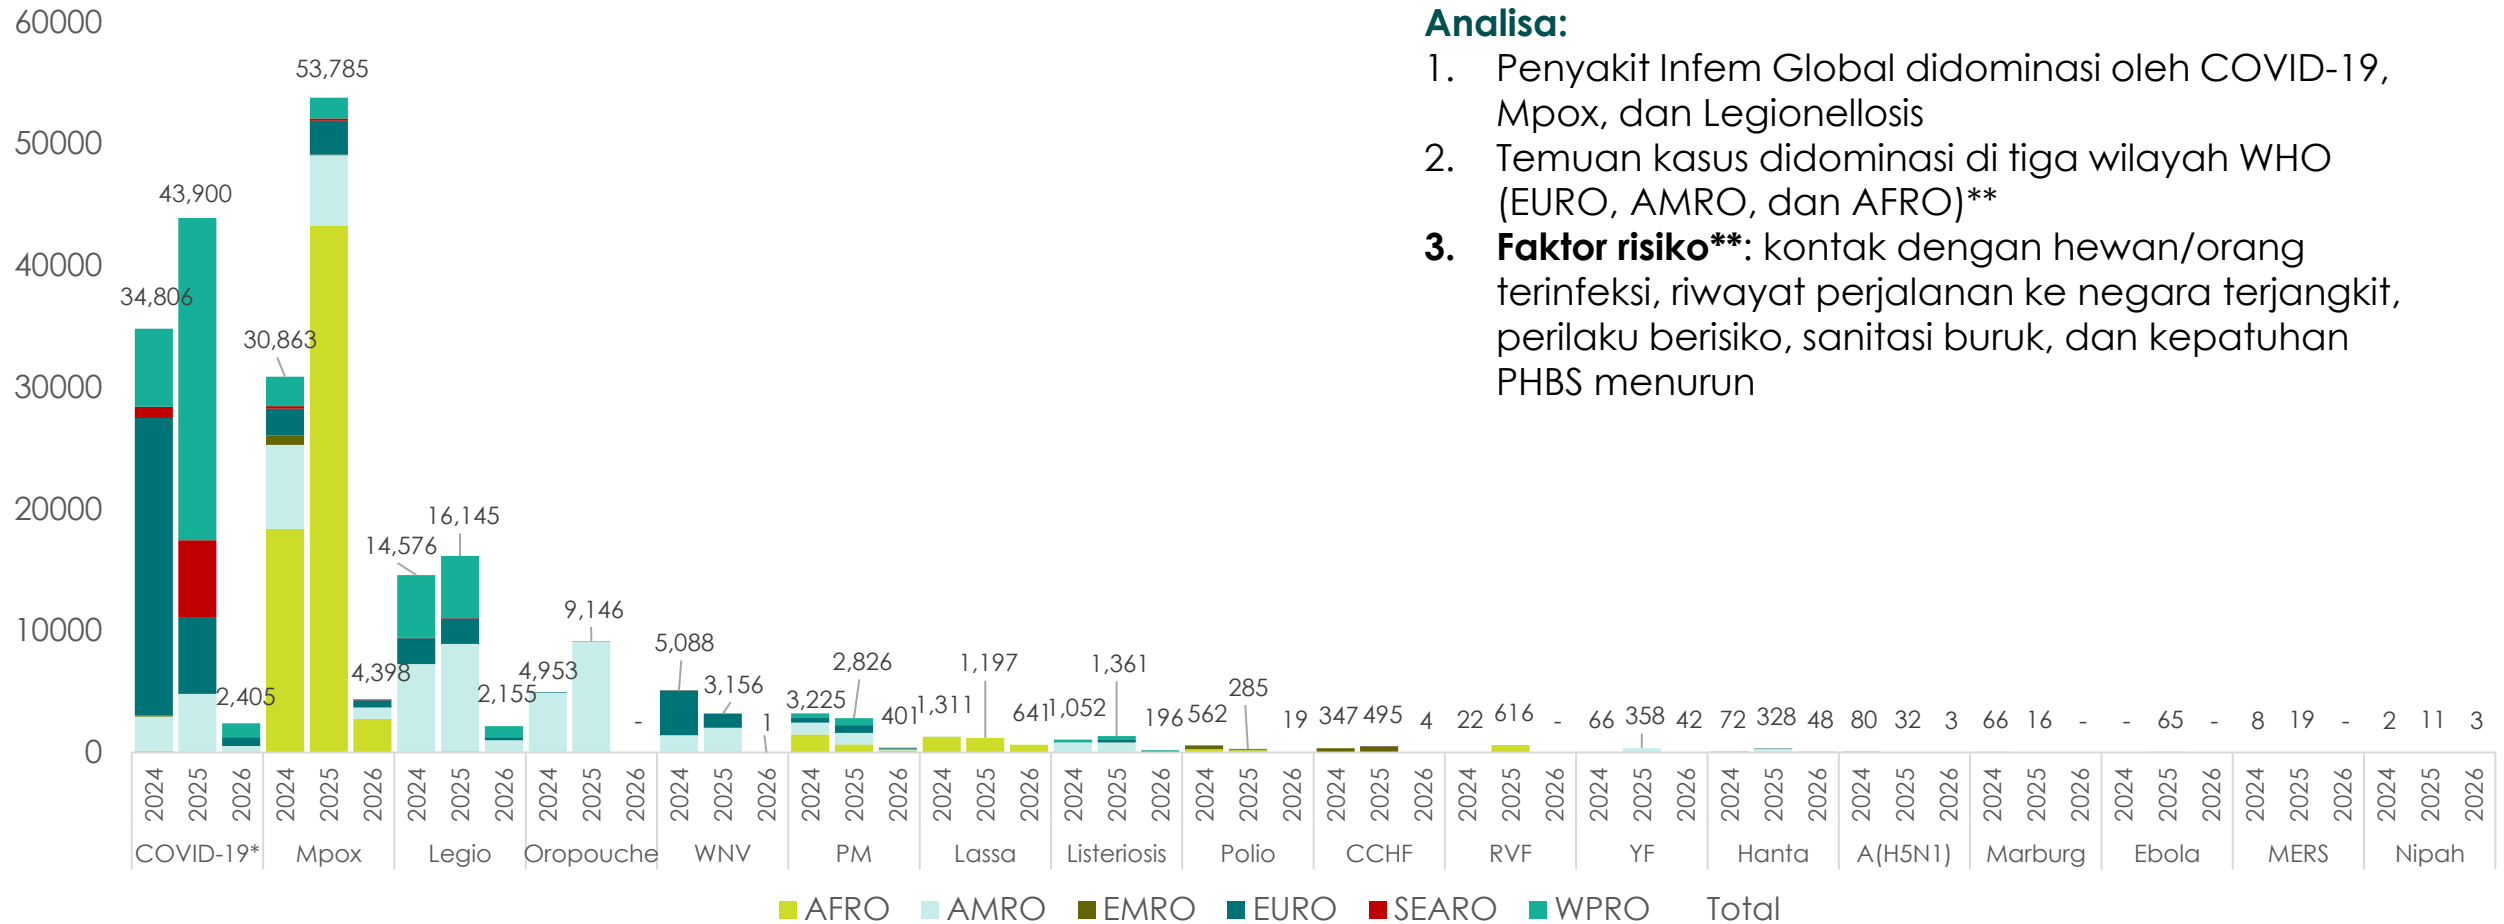 Analisa:
1. Penyakit Infem Global didominasi oleh COVID-19,
Mpox, dan Legionellosis
2. Temuan kasus didominasi di tiga wilayah WHO
(EURO, AMRO, dan AFRO)**
3. Faktor risiko**: kontak dengan hewan/orang
terinfeksi, riwayat perjalanan ke negara terjangkit,
perilaku berisiko, sanitasi buruk, dan kepatuhan
PHBS menurun
60000
50000
40000
30000
20000
10000
0
34,806 43,900 2,405
30,863 53,785 4,398
14,576 16,145 2,155
4,953 9,146 -
5,088 3,156 1
3,225 2,826 401
1,311 1,197 641
1,052 1,361 196
562 285 19
347 495 4
22 616 -
66 358 42
72 328 48
80 32 3
66 16 -
- 65 -
8 19 -
2 11 3
2024 2025 2026 2024 2025 2026 2024 2025 2026 2024 2025 2026 2024 2025 2026 2024 2025 2026 2024 2025 2026 2024 2025 2026 2024 2025 2026 2024 2025 2026 2024 2025 2026 2024 2025 2026 2024 2025 2026 2024 2025 2026 2024 2025 2026 2024 2025 2026 2024 2025 2026 2024 2025 2026
COVID-19* Mpox Legio Oropouche WNV PM Lassa Listeriosis Polio CCHF RVF YF Hanta A(H5N1) Marburg Ebola MERS Nipah
AFRO AMRO EMRO EURO SEARO WPRO Total